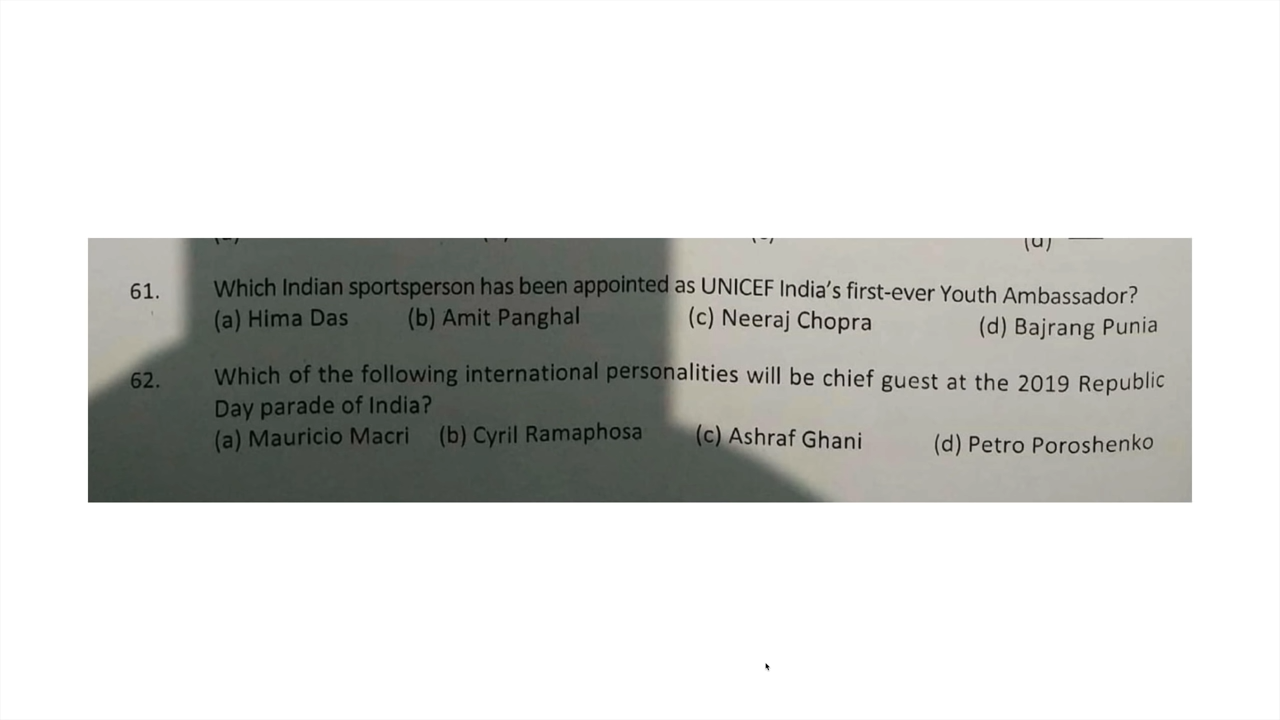 (d)
61. Which Indian sportsperson has been appointed as UNICEF India's first-ever Youth Ambassador?
(a) Hima Das (b) Amit Panghal (c) Neeraj Chopra (d) Bajrang Punia
62. Which of the following international personalities will be chief guest at the 2019 Republic
Day parade of India?
(a) Mauricio Macri (b) Cyril Ramaphosa (c) Ashraf Ghani (d) Petro Poroshenko